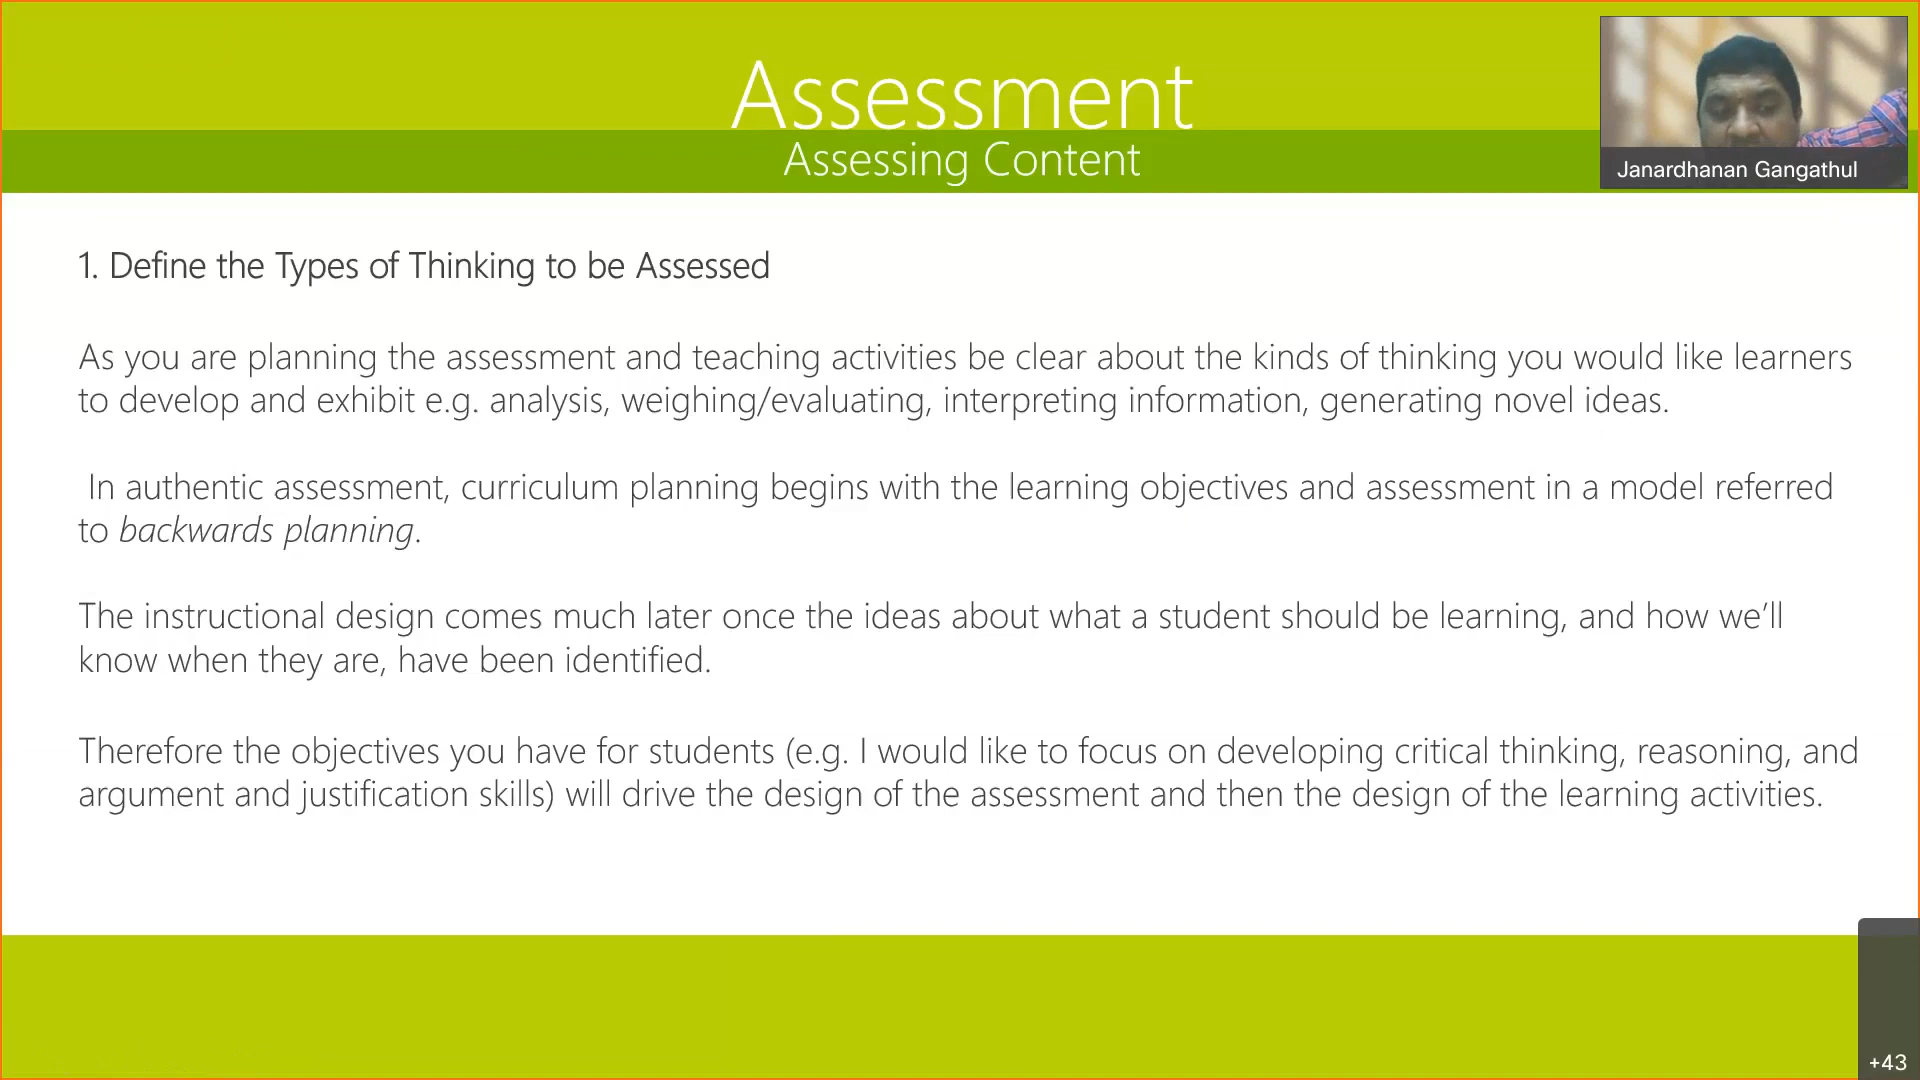 Assessment
Assessing Content
Janardhanan Gangathul
1. Define the Types of Thinking to be Assessed
As you are planning the assessment and teaching activities be clear about the kinds of thinking you would like learners
to develop and exhibit e.g. analysis, weighing/evaluating, interpreting information, generating novel ideas.
In authentic assessment, curriculum planning begins with the learning objectives and assessment in a model referred
to backwards planning.
The instructional design comes much later once the ideas about what a student should be learning, and how we’ll
know when they are, have been identified.
Therefore the objectives you have for students (e.g. I would like to focus on developing critical thinking, reasoning, and
argument and justification skills) will drive the design of the assessment and then the design of the learning activities.
+43